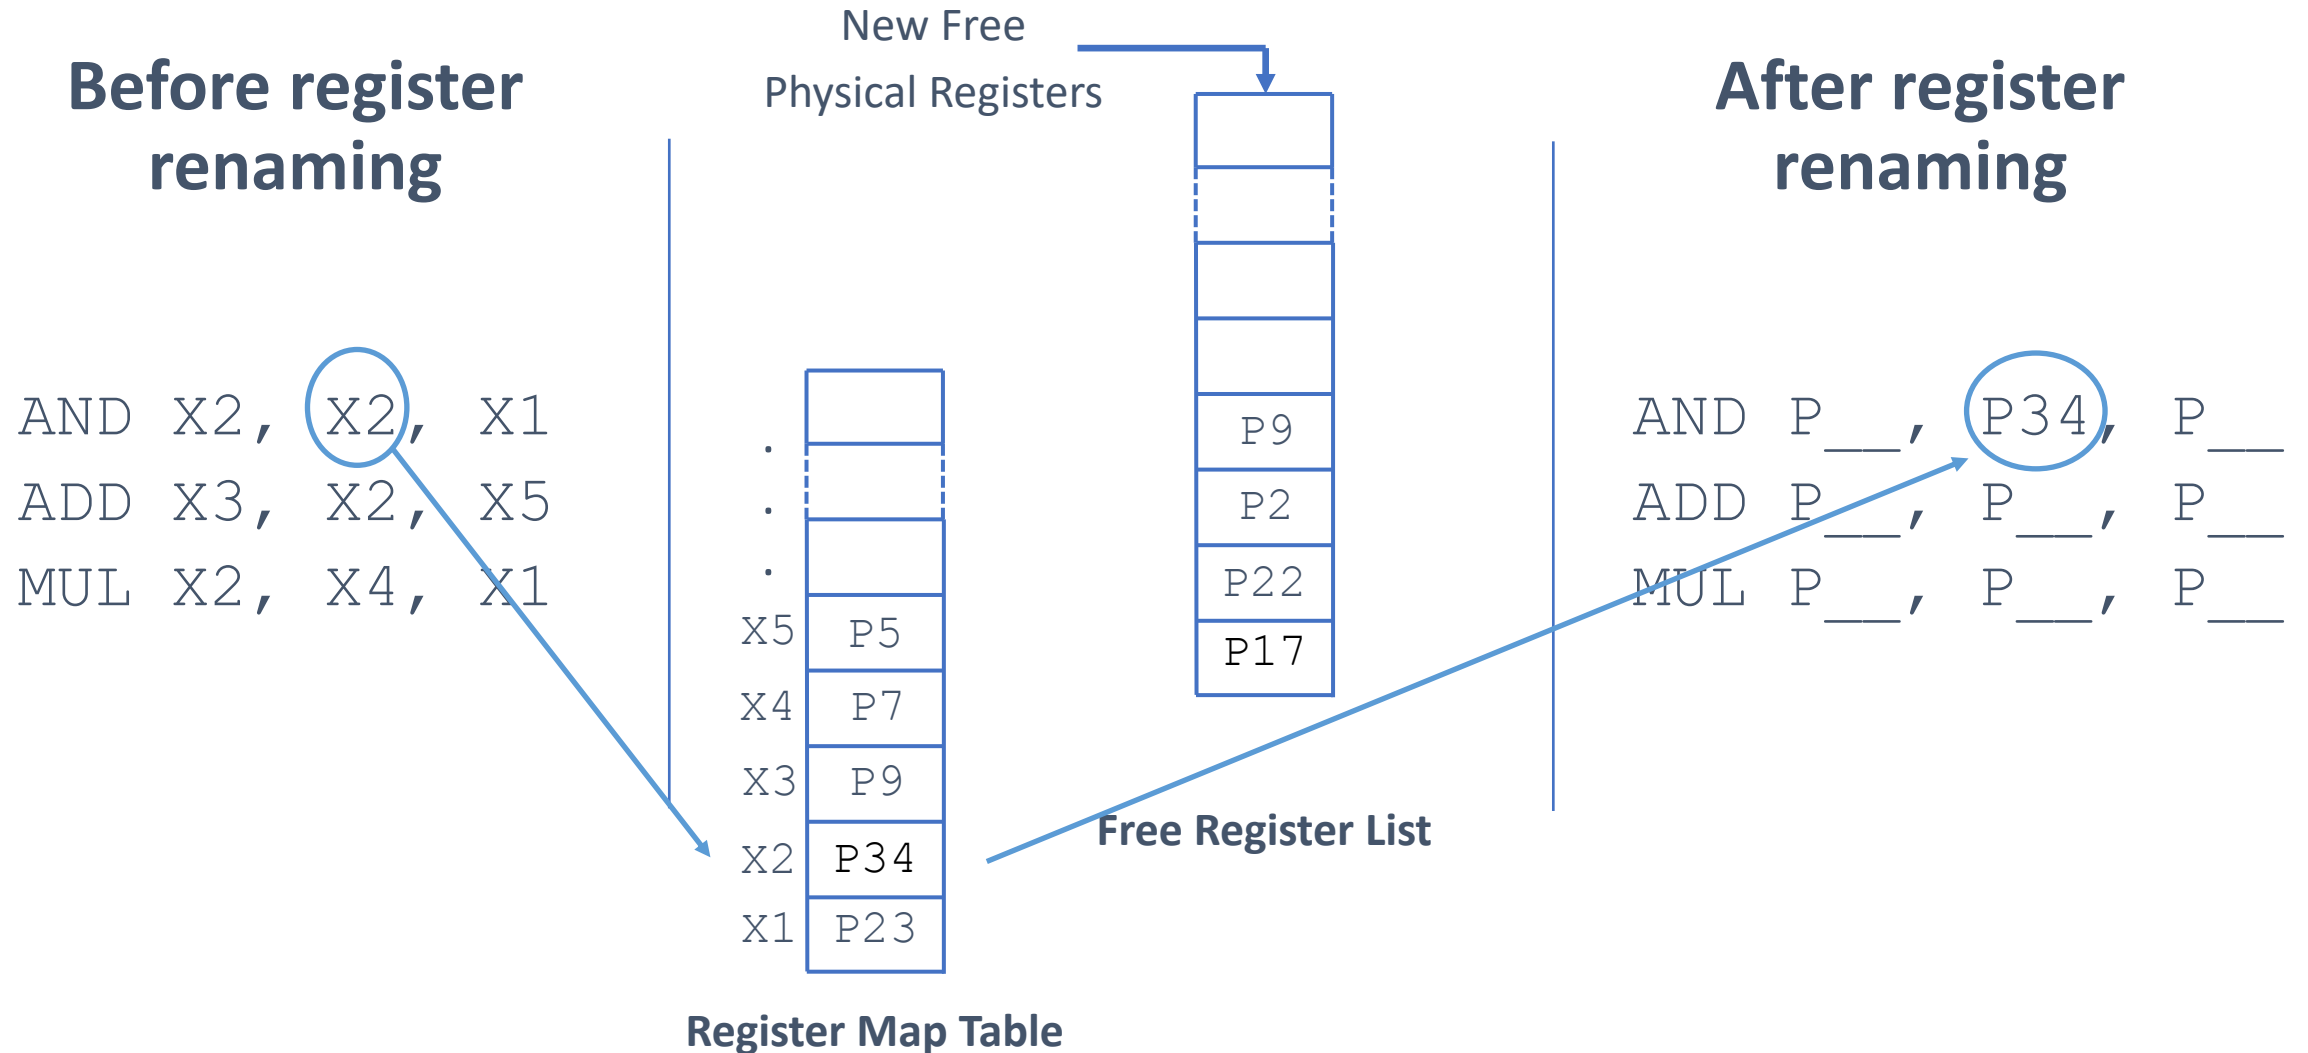 Before register
renaming
AND X2, X2, X1
ADD X3, X2, X5
MUL X2, X4, X1
New Free
Physical Registers
.
.
.
X5 P5
X4 P7
X3 P9
X2 P34
X1 P23
Register Map Table
P9
P2
P22
P17
Free Register List
After register
renaming
AND P__, P34, P__
ADD P__, P__, P__
MUL P__, P__, P__